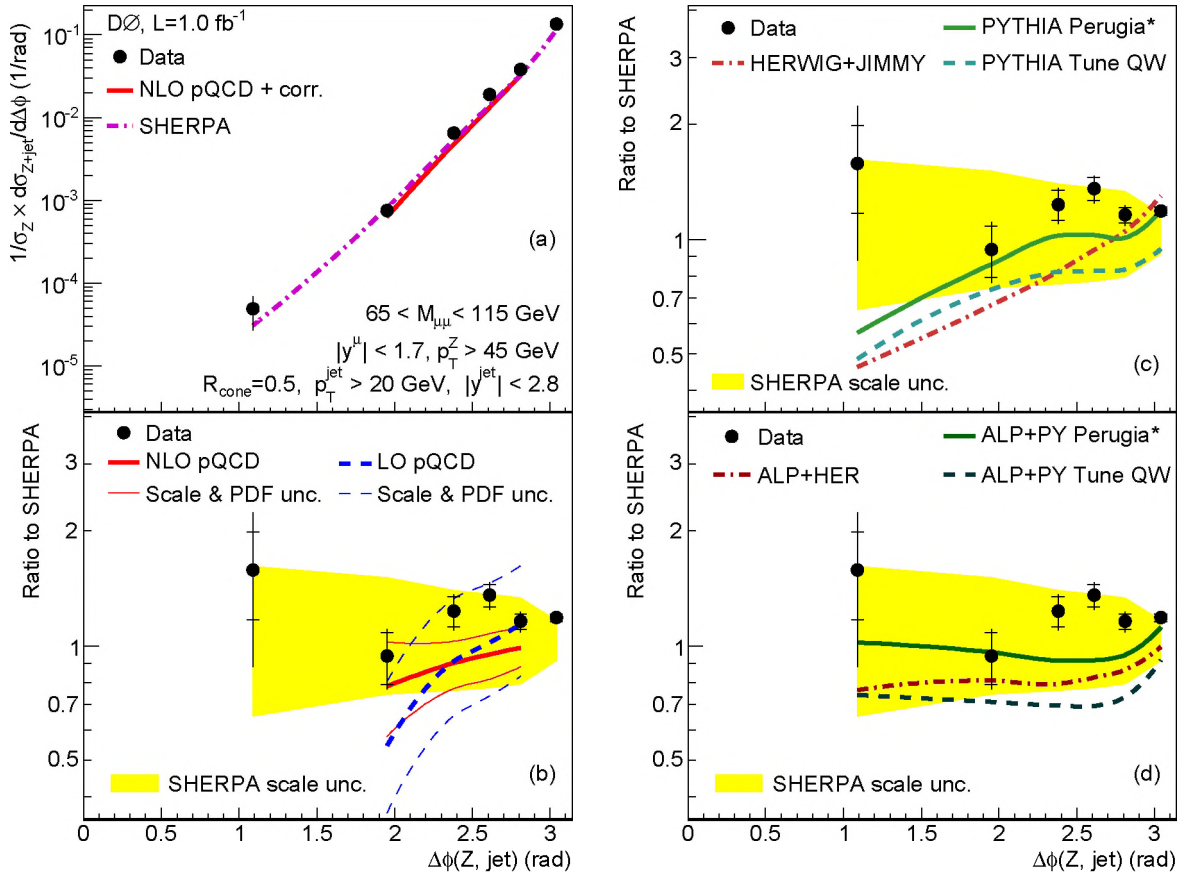 DØ, L=1.0 fb⁻¹
Data
NLO pQCD + corr.
SHERPA
1/σ_Z × dσ_Z+jet/dΔϕ (1/rad)
10⁻¹
10⁻²
10⁻³
10⁻⁴
10⁻⁵
(a)
65 < M_μμ < 115 GeV
|y^μ| < 1.7, p_T^Z > 45 GeV
R_cone=0.5, p_T^jet > 20 GeV, |y^jet| < 2.8
Data
PYTHIA Perugia*
HERWIG+JIMMY
PYTHIA Tune QW
Ratio to SHERPA
3
2
1
0.7
0.5
(c)
SHERPA scale unc.
Data
NLO pQCD
LO pQCD
Scale & PDF unc.
Scale & PDF unc.
Ratio to SHERPA
3
2
1
0.7
0.5
(b)
SHERPA scale unc.
0 0.5 1 1.5 2 2.5 3
Δϕ(Z, jet) (rad)
Data
ALP+PY Perugia*
ALP+HER
ALP+PY Tune QW
Ratio to SHERPA
3
2
1
0.7
0.5
(d)
SHERPA scale unc.
0 0.5 1 1.5 2 2.5 3
Δϕ(Z, jet) (rad)